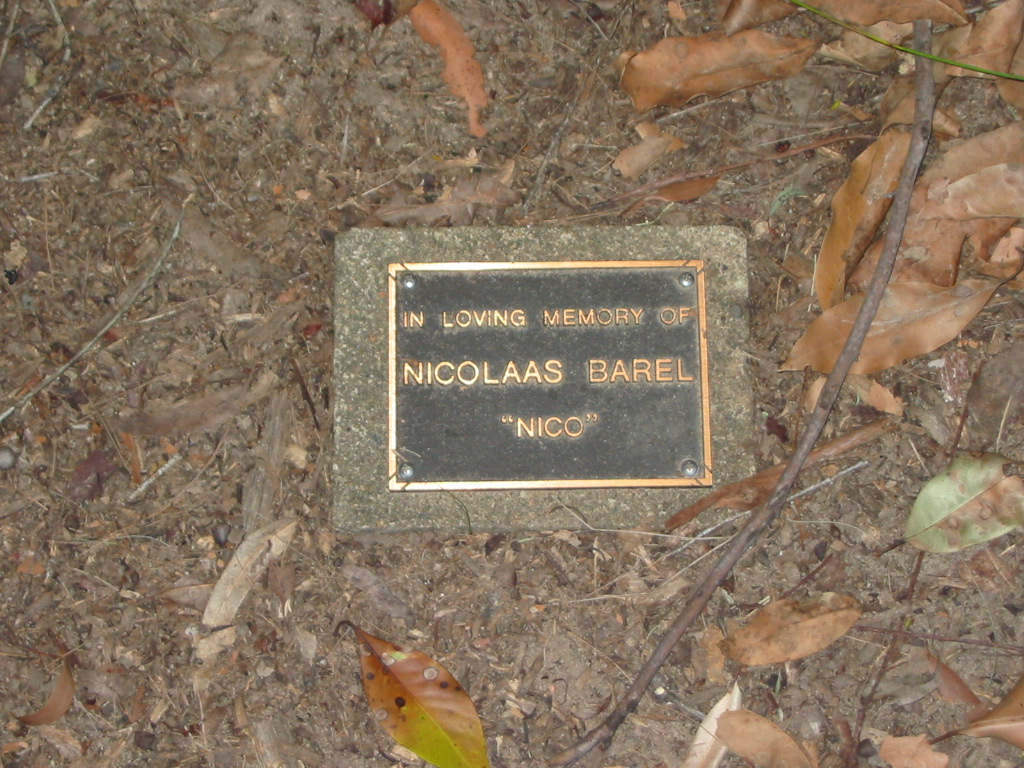 IN LOVING MEMORY OF
NICOLAAS BAREL
“NICO”